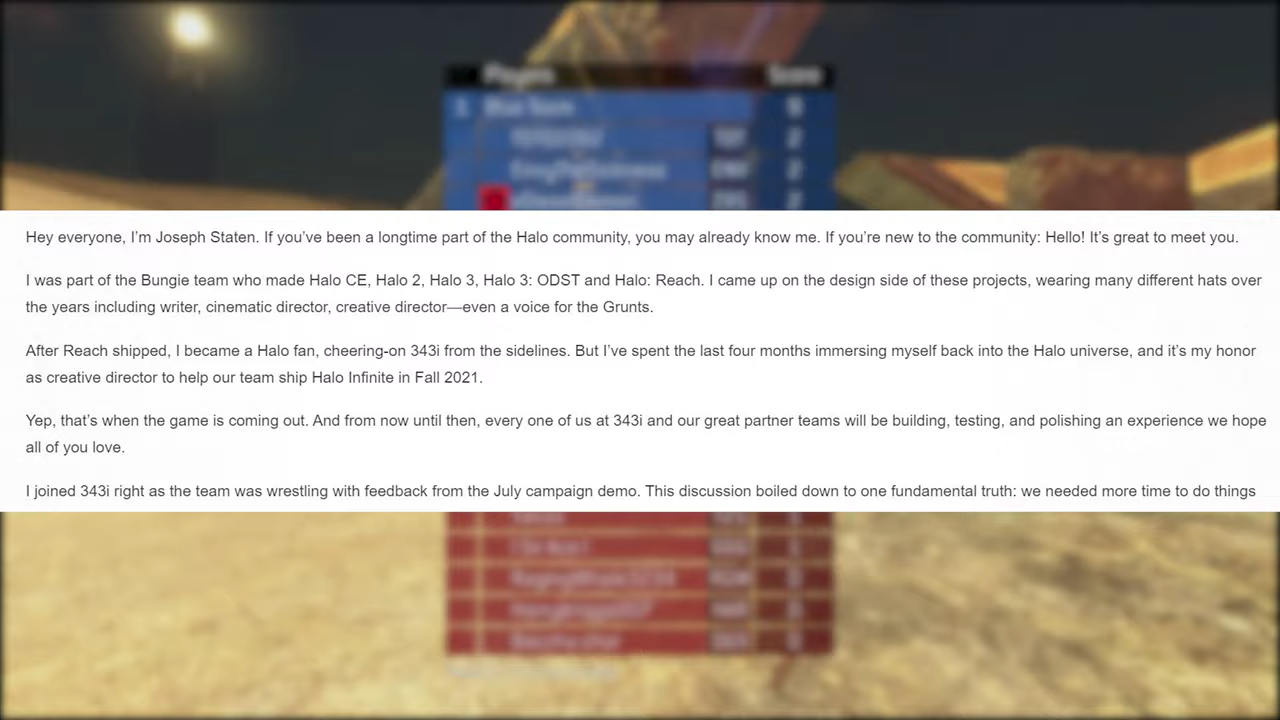 Players Score
Blue Team
Hey everyone, I’m Joseph Staten. If you’ve been a longtime part of the Halo community, you may already know me. If you’re new to the community: Hello! It’s great to meet you.
I was part of the Bungie team who made Halo CE, Halo 2, Halo 3, Halo 3: ODST and Halo: Reach. I came up on the design side of these projects, wearing many different hats over
the years including writer, cinematic director, creative director—even a voice for the Grunts.
After Reach shipped, I became a Halo fan, cheering-on 343i from the sidelines. But I’ve spent the last four months immersing myself back into the Halo universe, and it’s my honor
as creative director to help our team ship Halo Infinite in Fall 2021.
Yep, that’s when the game is coming out. And from now until then, every one of us at 343i and our great partner teams will be building, testing, and polishing an experience we hope
all of you love.
I joined 343i right as the team was wrestling with feedback from the July campaign demo. This discussion boiled down to one fundamental truth: we needed more time to do things